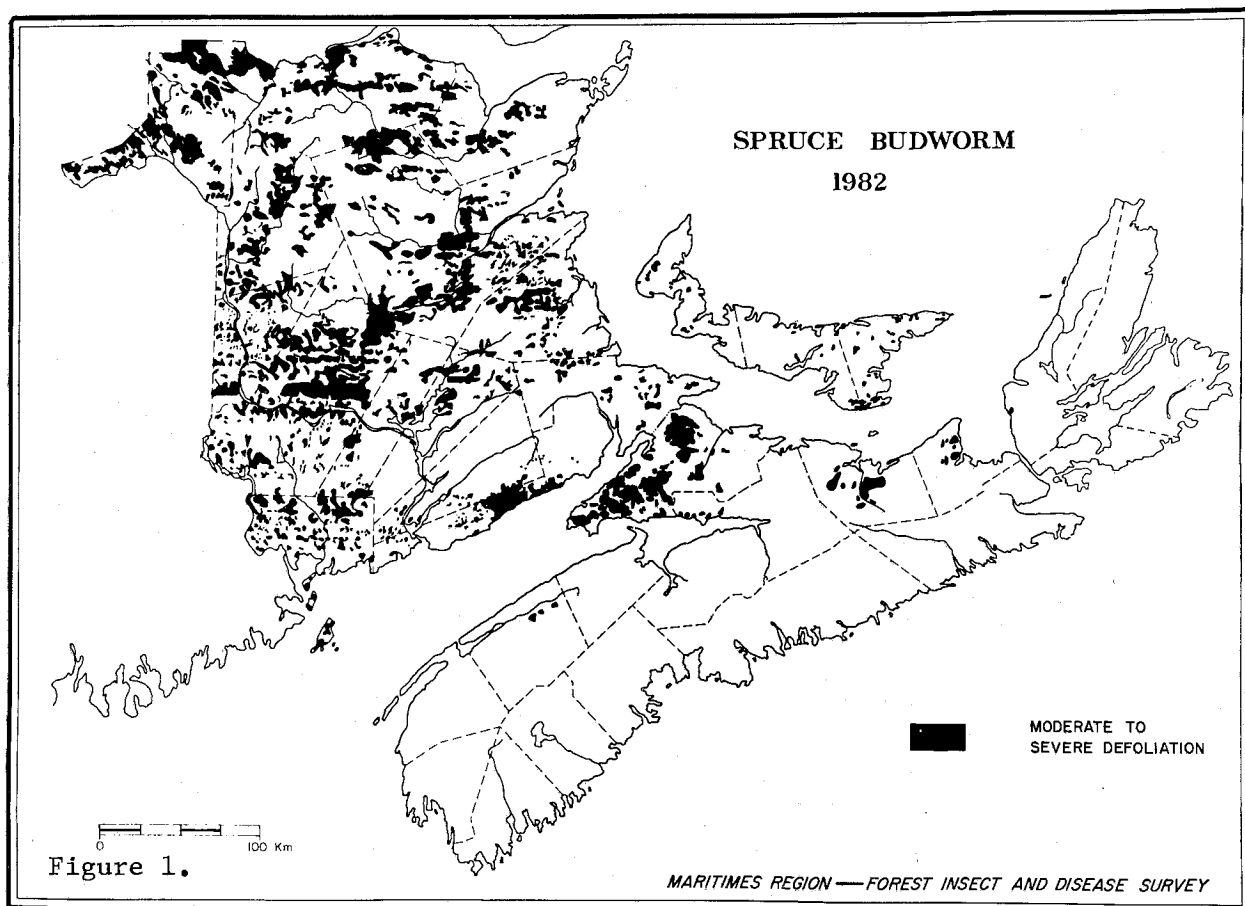 SPRUCE BUDWORM
1982
MODERATE TO
SEVERE DEFOLIATION
0 100 Km
Figure 1.
MARITIMES REGION — FOREST INSECT AND DISEASE SURVEY